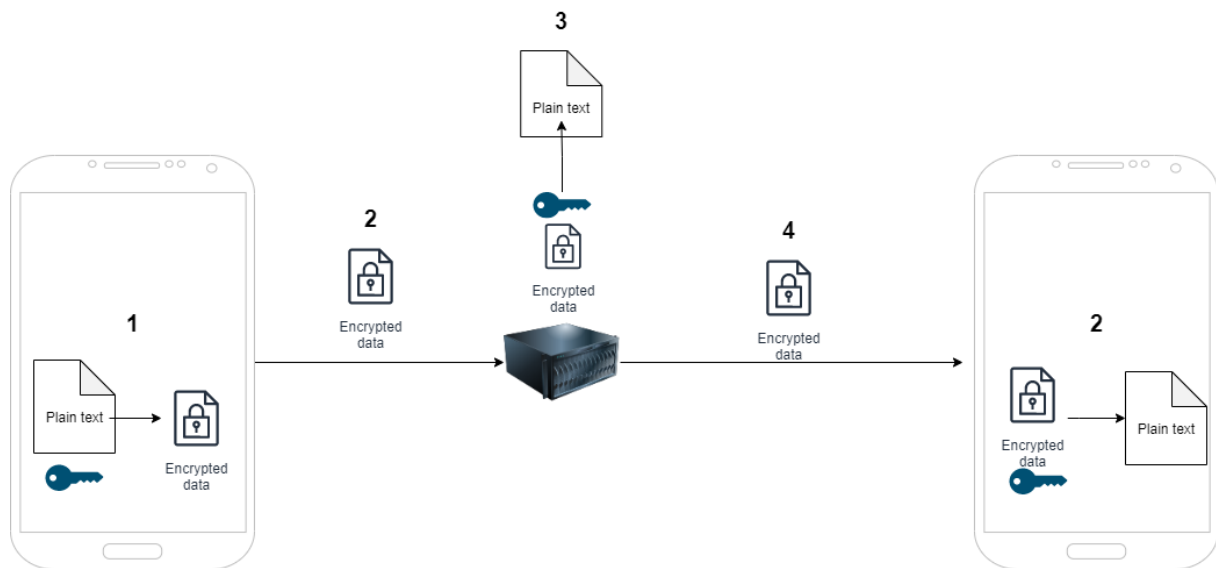 3
Plain text
2
Encrypted
data
Encrypted
data
4
Encrypted
data
1
Plain text
Encrypted
data
2
Encrypted
data
Plain text